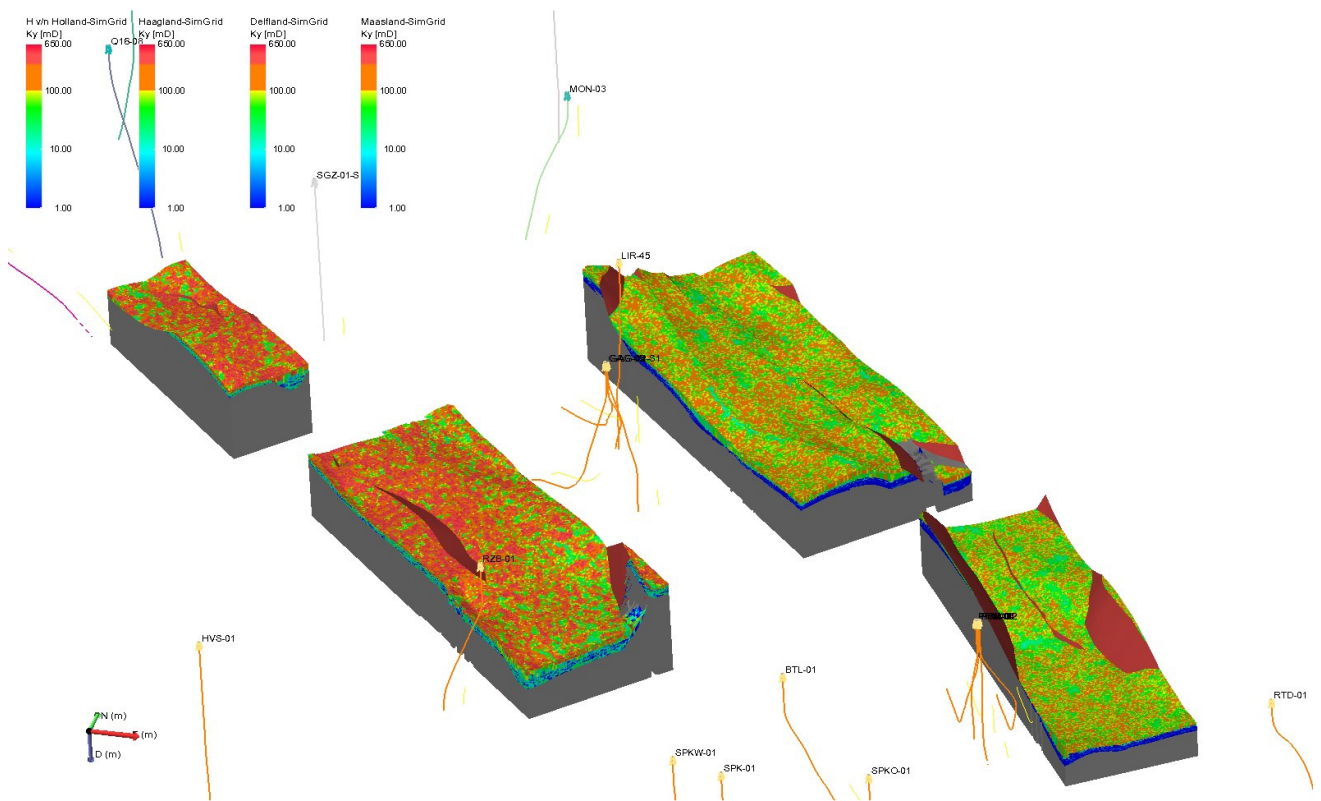 H v/n Holland-SimGrid Haagland-SimGrid Delfland-SimGrid Maasland-SimGrid
Ky [mD] Ky [mD] Ky [mD] Ky [mD]
650.00 650.00 650.00 650.00
100.00 100.00 100.00 100.00
10.00 10.00 10.00 10.00
1.00 1.00 1.00 1.00
MON-03
SGZ-01-S
LIR-45
RZB-01
HVS-01
BTL-01
RTD-01
N (m)
E (m)
D (m)
SPKW-01
SPK-01
SPKO-01